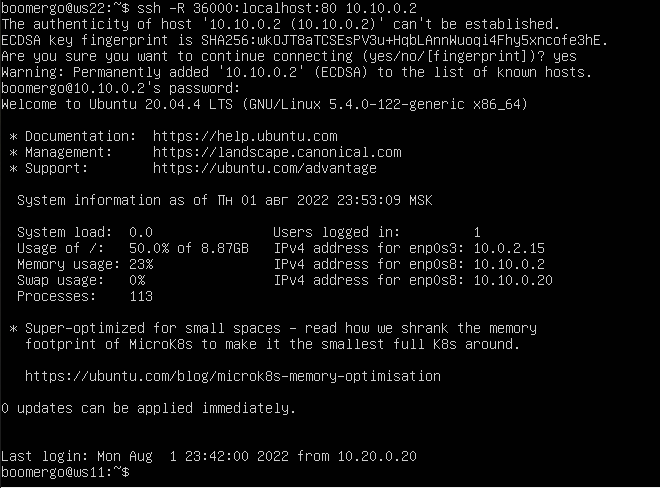 boomergo@ws22:~$ ssh -R 36000:localhost:80 10.10.0.2
The authenticity of host '10.10.0.2 (10.10.0.2)' can't be established.
ECDSA key fingerprint is SHA256:wkOJT8aTCSEsPV3u+HqbLAnnWuoqi4Fhy5xncofe3hE.
Are you sure you want to continue connecting (yes/no/[fingerprint])? yes
Warning: Permanently added '10.10.0.2' (ECDSA) to the list of known hosts.
boomergo@10.10.0.2's password:
Welcome to Ubuntu 20.04.4 LTS (GNU/Linux 5.4.0-122-generic x86_64)
* Documentation:  https://help.ubuntu.com
* Management:     https://landscape.canonical.com
* Support:        https://ubuntu.com/advantage
System information as of Пн 01 авг 2022 23:53:09 MSK
System load:  0.0               Users logged in:         1
Usage of /:   50.0% of 8.87GB   IPv4 address for enp0s3: 10.0.2.15
Memory usage: 23%               IPv4 address for enp0s8: 10.10.0.2
Swap usage:   0%                IPv4 address for enp0s8: 10.10.0.20
Processes:    113
* Super-optimized for small spaces - read how we shrank the memory
footprint of MicroK8s to make it the smallest full K8s around.
https://ubuntu.com/blog/microk8s-memory-optimisation
0 updates can be applied immediately.
Last login: Mon Aug  1 23:42:00 2022 from 10.20.0.20
boomergo@ws11:~$